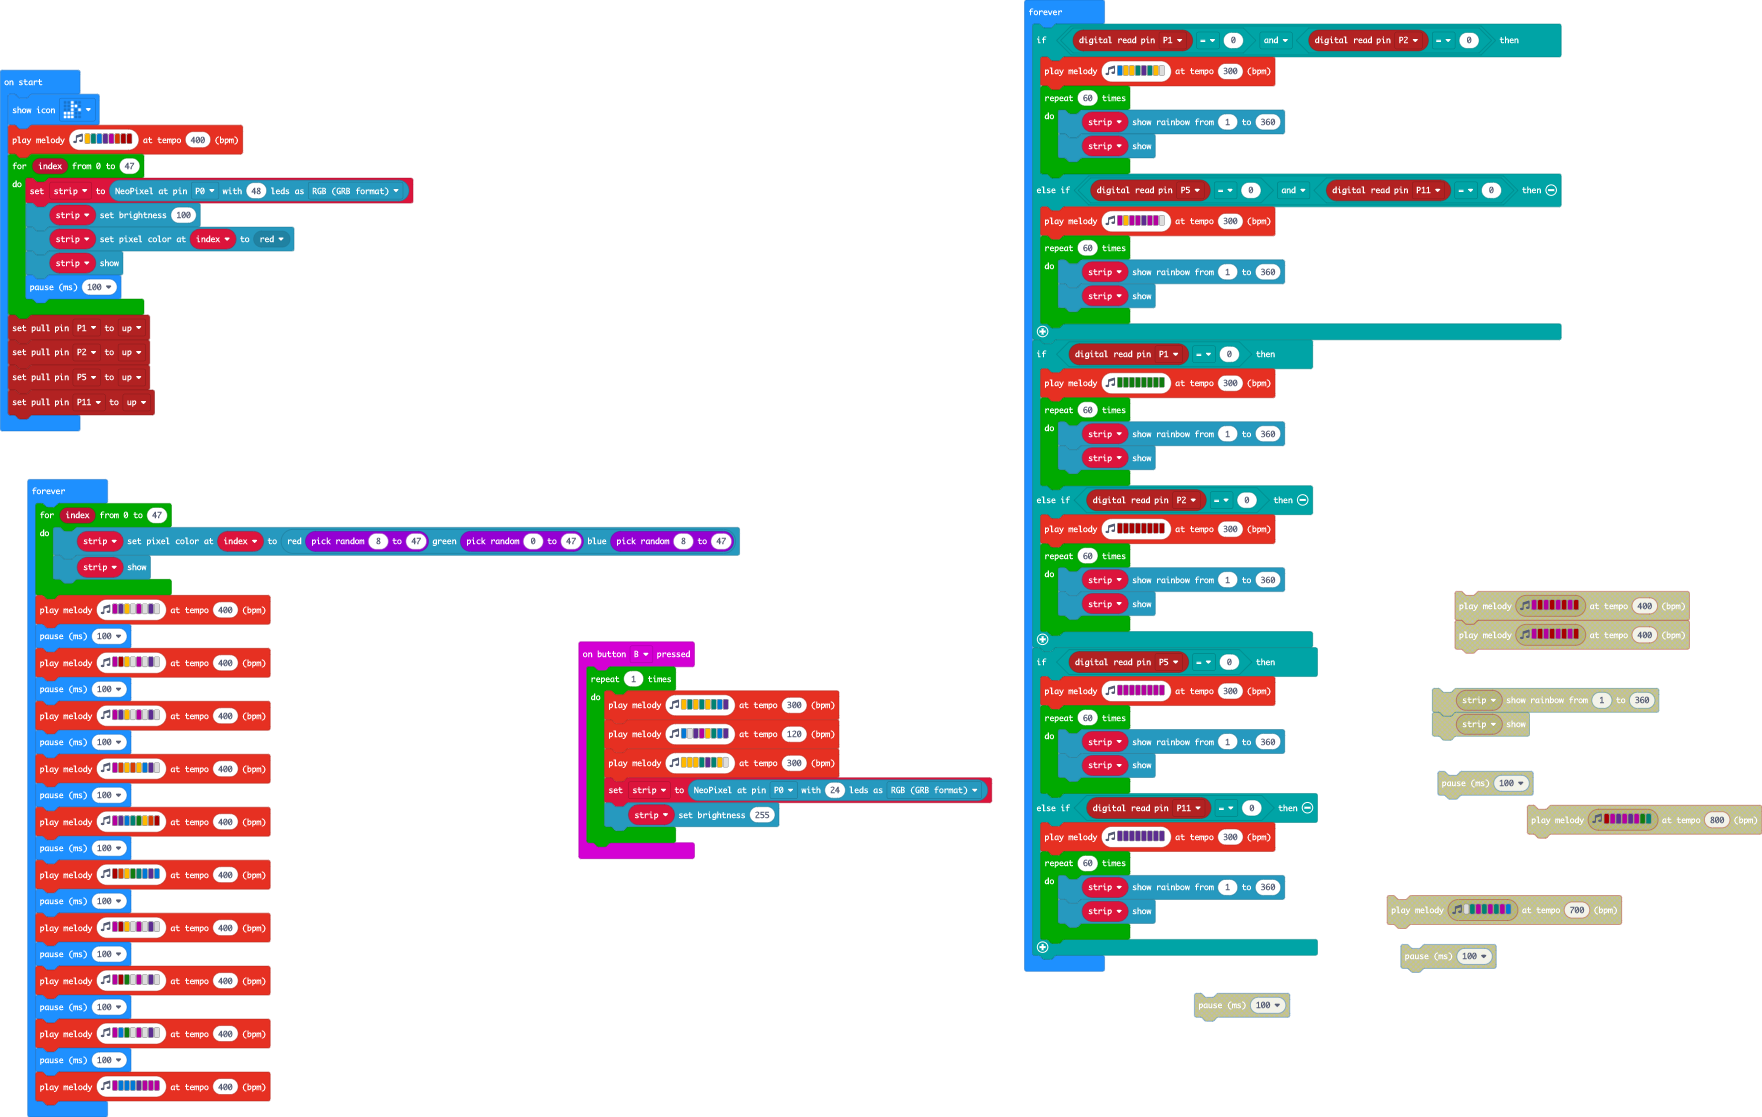 on start
show icon
play melody at tempo 400 (bpm)
for index from 0 to 47
do set strip to NeoPixel at pin P0 with 48 leds as RGB (GRB format)
strip set brightness 100
strip set pixel color at index to red
strip show
pause (ms) 100
set pull pin P1 to up
set pull pin P2 to up
set pull pin P5 to up
set pull pin P11 to up
forever
for index from 0 to 47
do strip set pixel color at index to red pick random 8 to 47 green pick random 0 to 47 blue pick random 8 to 47
strip show
play melody at tempo 400 (bpm)
pause (ms) 100
play melody at tempo 400 (bpm)
pause (ms) 100
play melody at tempo 400 (bpm)
pause (ms) 100
play melody at tempo 400 (bpm)
pause (ms) 100
play melody at tempo 400 (bpm)
pause (ms) 100
play melody at tempo 400 (bpm)
pause (ms) 100
play melody at tempo 400 (bpm)
pause (ms) 100
play melody at tempo 400 (bpm)
pause (ms) 100
play melody at tempo 400 (bpm)
pause (ms) 100
play melody at tempo 400 (bpm)
on button B pressed
repeat 1 times
do play melody at tempo 300 (bpm)
play melody at tempo 120 (bpm)
play melody at tempo 300 (bpm)
set strip to NeoPixel at pin P0 with 24 leds as RGB (GRB format)
strip set brightness 255
forever
if digital read pin P1 = 0 and digital read pin P2 = 0 then
play melody at tempo 300 (bpm)
repeat 60 times
do strip show rainbow from 1 to 360
strip show
else if digital read pin P5 = 0 and digital read pin P11 = 0 then
play melody at tempo 300 (bpm)
repeat 60 times
do strip show rainbow from 1 to 360
strip show
if digital read pin P1 = 0 then
play melody at tempo 300 (bpm)
repeat 60 times
do strip show rainbow from 1 to 360
strip show
else if digital read pin P2 = 0 then
play melody at tempo 300 (bpm)
repeat 60 times
do strip show rainbow from 1 to 360
strip show
if digital read pin P5 = 0 then
play melody at tempo 300 (bpm)
repeat 60 times
do strip show rainbow from 1 to 360
strip show
else if digital read pin P11 = 0 then
play melody at tempo 300 (bpm)
repeat 60 times
do strip show rainbow from 1 to 360
strip show
play melody at tempo 400 (bpm)
play melody at tempo 400 (bpm)
strip show rainbow from 1 to 360
strip show
pause (ms) 100
play melody at tempo 800 (bpm)
play melody at tempo 700 (bpm)
pause (ms) 100
pause (ms) 100